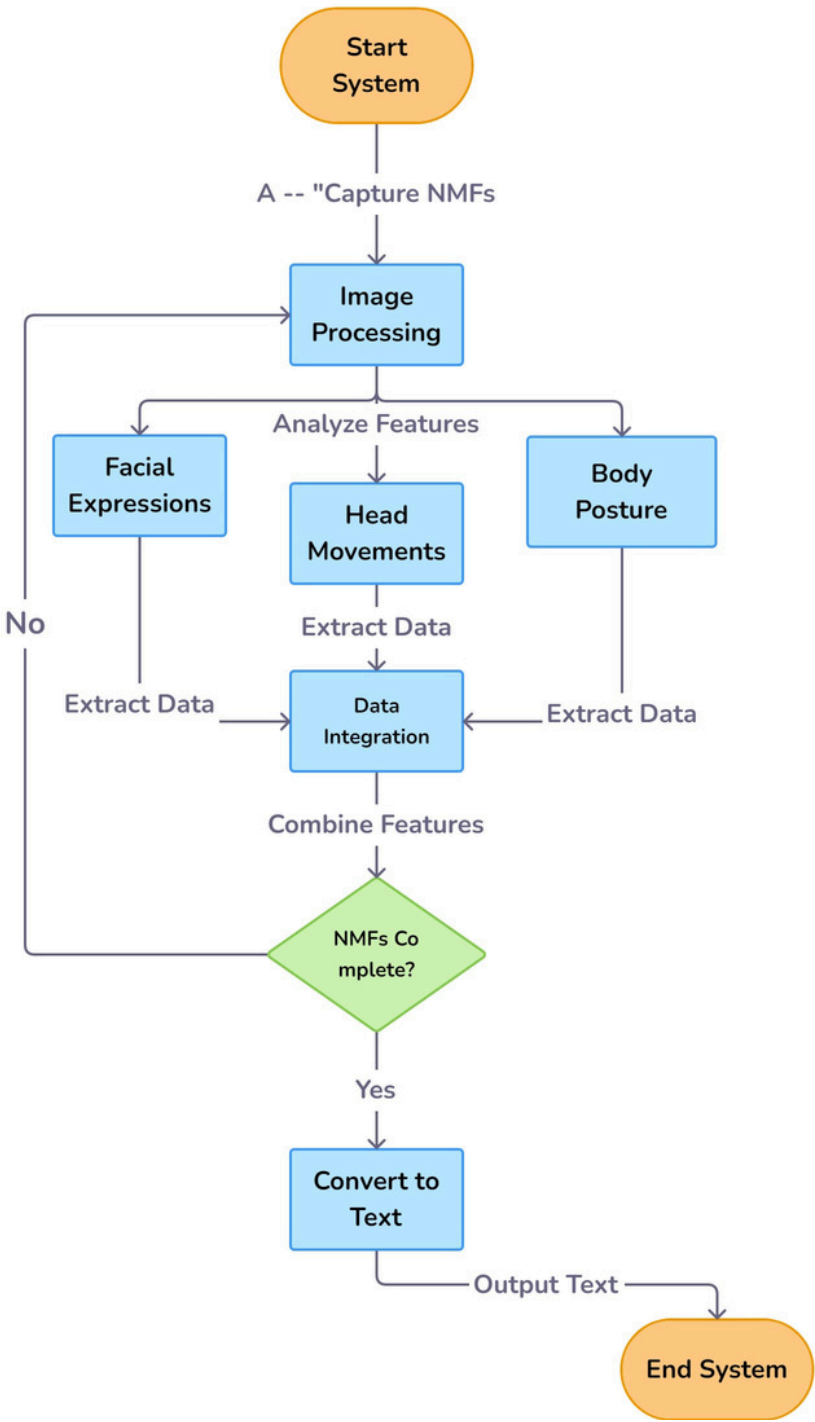 Start
System
A -- "Capture NMFs
Image
Processing
Analyze Features
Facial
Expressions
Head
Movements
Body
Posture
No
Extract Data
Extract Data
Extract Data
Data
Integration
Combine Features
NMFs Co
mplete?
Yes
Convert to
Text
Output Text
End System